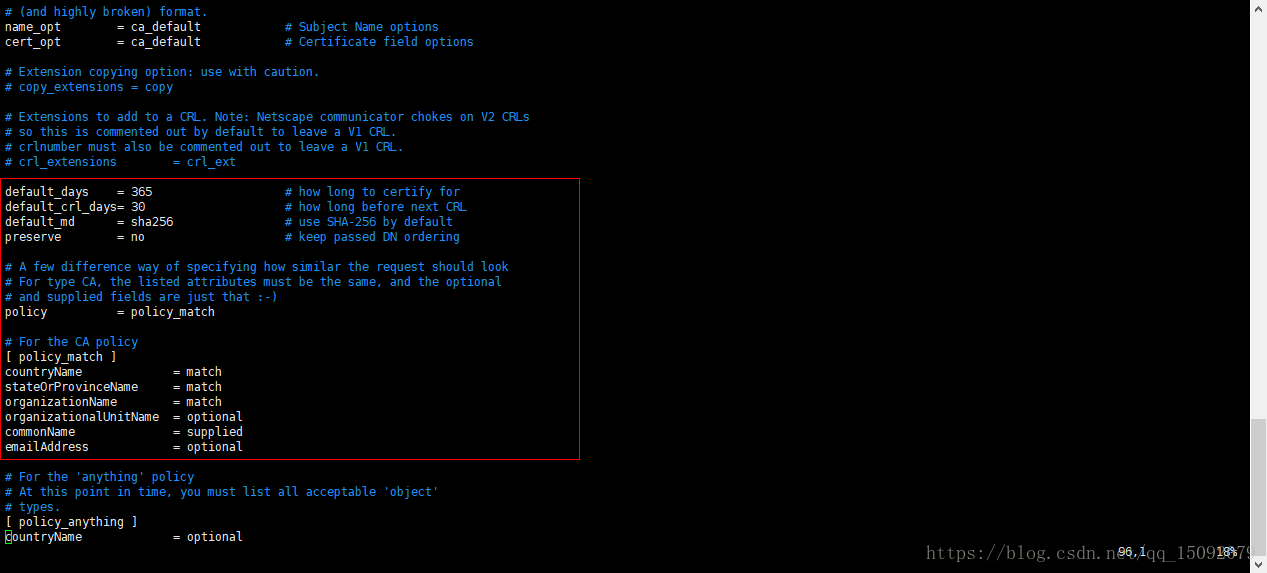 # (and highly broken) format.
name_opt        = ca_default            # Subject Name options
cert_opt        = ca_default            # Certificate field options
# Extension copying option: use with caution.
# copy_extensions = copy
# Extensions to add to a CRL. Note: Netscape communicator chokes on V2 CRLs
# so this is commented out by default to leave a V1 CRL.
# crlnumber must also be commented out to leave a V1 CRL.
# crl_extensions        = crl_ext
default_days    = 365                   # how long to certify for
default_crl_days= 30                    # how long before next CRL
default_md      = sha256                # use SHA-256 by default
preserve        = no                    # keep passed DN ordering
# A few difference way of specifying how similar the request should look
# For type CA, the listed attributes must be the same, and the optional
# and supplied fields are just that :-)
policy          = policy_match
# For the CA policy
[ policy_match ]
countryName             = match
stateOrProvinceName     = match
organizationName        = match
organizationalUnitName  = optional
commonName              = supplied
emailAddress            = optional
# For the 'anything' policy
# At this point in time, you must list all acceptable 'object'
# types.
[ policy_anything ]
countryName             = optional
96,1          18%